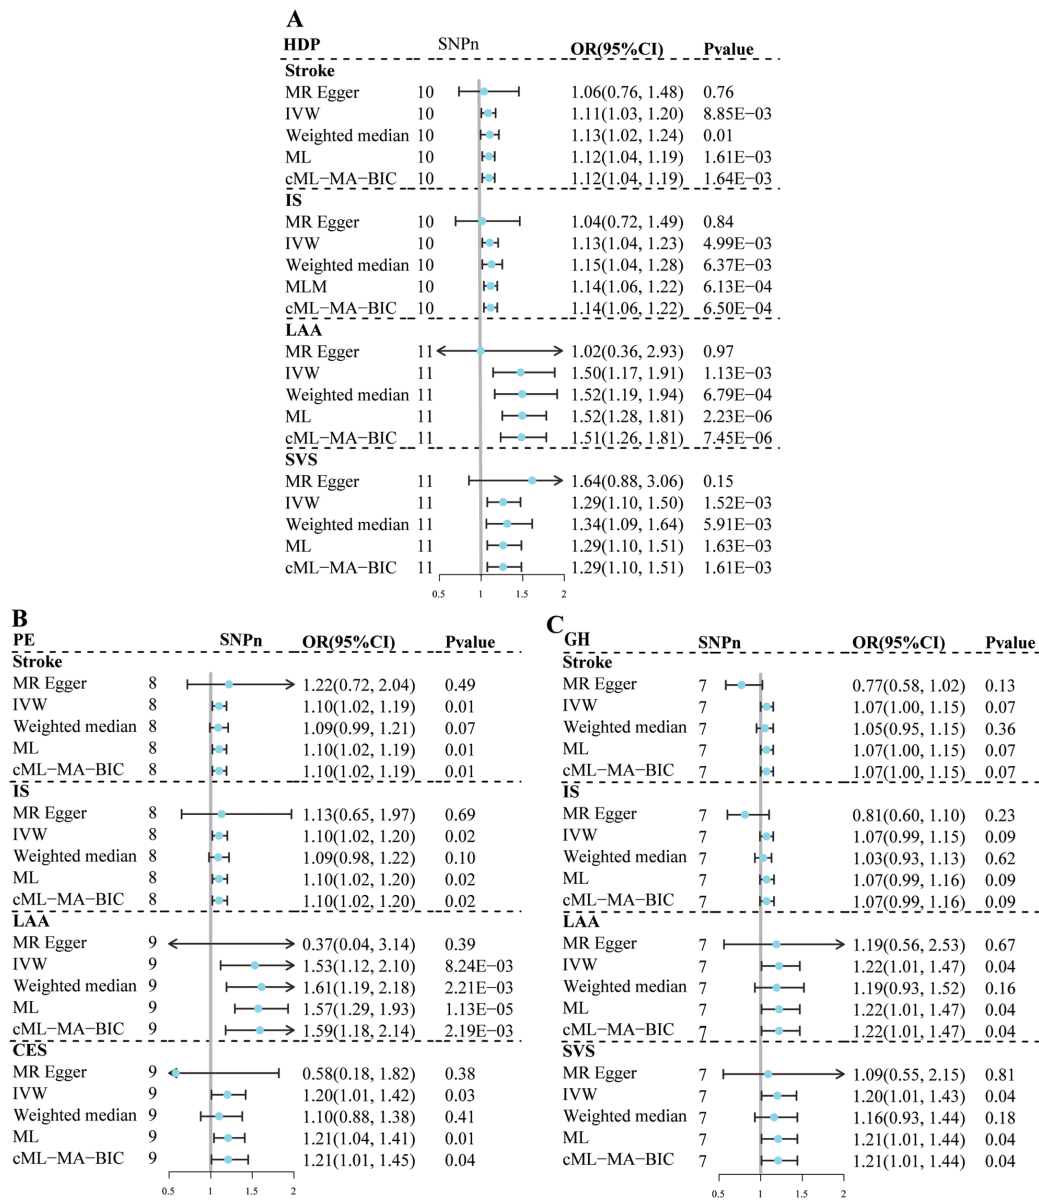 A
HDP SNPn OR(95%CI) Pvalue
Stroke
MR Egger 10 1.06(0.76, 1.48) 0.76
IVW 10 1.11(1.03, 1.20) 8.85E−03
Weighted median 10 1.13(1.02, 1.24) 0.01
ML 10 1.12(1.04, 1.19) 1.61E−03
cML−MA−BIC 10 1.12(1.04, 1.19) 1.64E−03
IS
MR Egger 10 1.04(0.72, 1.49) 0.84
IVW 10 1.13(1.04, 1.23) 4.99E−03
Weighted median 10 1.15(1.04, 1.28) 6.37E−03
MLM 10 1.14(1.06, 1.22) 6.13E−04
cML−MA−BIC 10 1.14(1.06, 1.22) 6.50E−04
LAA
MR Egger 11 1.02(0.36, 2.93) 0.97
IVW 11 1.50(1.17, 1.91) 1.13E−03
Weighted median 11 1.52(1.19, 1.94) 6.79E−04
ML 11 1.52(1.28, 1.81) 2.23E−06
cML−MA−BIC 11 1.51(1.26, 1.81) 7.45E−06
SVS
MR Egger 11 1.64(0.88, 3.06) 0.15
IVW 11 1.29(1.10, 1.50) 1.52E−03
Weighted median 11 1.34(1.09, 1.64) 5.91E−03
ML 11 1.29(1.10, 1.51) 1.63E−03
cML−MA−BIC 11 1.29(1.10, 1.51) 1.61E−03
0.5 1 1.5 2
B
PE SNPn OR(95%CI) Pvalue
Stroke
MR Egger 8 1.22(0.72, 2.04) 0.49
IVW 8 1.10(1.02, 1.19) 0.01
Weighted median 8 1.09(0.99, 1.21) 0.07
ML 8 1.10(1.02, 1.19) 0.01
cML−MA−BIC 8 1.10(1.02, 1.19) 0.01
IS
MR Egger 8 1.13(0.65, 1.97) 0.69
IVW 8 1.10(1.02, 1.20) 0.02
Weighted median 8 1.09(0.98, 1.22) 0.10
ML 8 1.10(1.02, 1.20) 0.02
cML−MA−BIC 8 1.10(1.02, 1.20) 0.02
LAA
MR Egger 9 0.37(0.04, 3.14) 0.39
IVW 9 1.53(1.12, 2.10) 8.24E−03
Weighted median 9 1.61(1.19, 2.18) 2.21E−03
ML 9 1.57(1.29, 1.93) 1.13E−05
cML−MA−BIC 9 1.59(1.18, 2.14) 2.19E−03
CES
MR Egger 9 0.58(0.18, 1.82) 0.38
IVW 9 1.20(1.01, 1.42) 0.03
Weighted median 9 1.10(0.88, 1.38) 0.41
ML 9 1.21(1.04, 1.41) 0.01
cML−MA−BIC 9 1.21(1.01, 1.45) 0.04
0.5 1 1.5 2
C
GH SNPn OR(95%CI) Pvalue
Stroke
MR Egger 7 0.77(0.58, 1.02) 0.13
IVW 7 1.07(1.00, 1.15) 0.07
Weighted median 7 1.05(0.95, 1.15) 0.36
ML 7 1.07(1.00, 1.15) 0.07
cML−MA−BIC 7 1.07(1.00, 1.15) 0.07
IS
MR Egger 7 0.81(0.60, 1.10) 0.23
IVW 7 1.07(0.99, 1.15) 0.09
Weighted median 7 1.03(0.93, 1.13) 0.62
ML 7 1.07(0.99, 1.16) 0.09
cML−MA−BIC 7 1.07(0.99, 1.16) 0.09
LAA
MR Egger 7 1.19(0.56, 2.53) 0.67
IVW 7 1.22(1.01, 1.47) 0.04
Weighted median 7 1.19(0.93, 1.52) 0.16
ML 7 1.22(1.01, 1.47) 0.04
cML−MA−BIC 7 1.22(1.01, 1.47) 0.04
SVS
MR Egger 7 1.09(0.55, 2.15) 0.81
IVW 7 1.20(1.01, 1.43) 0.04
Weighted median 7 1.16(0.93, 1.44) 0.18
ML 7 1.21(1.01, 1.44) 0.04
cML−MA−BIC 7 1.21(1.01, 1.44) 0.04
0.5 1 1.5 2